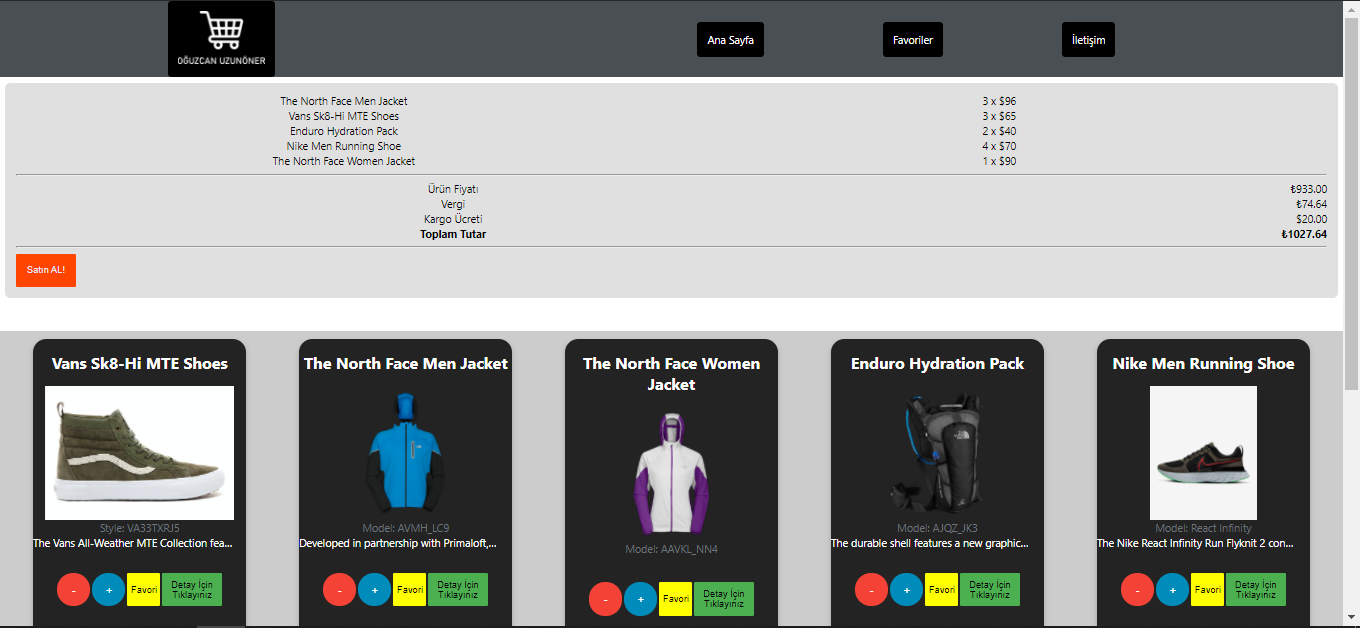 OĞUZCAN UZUNÖNER
Ana Sayfa
Favoriler
İletişim
The North Face Men Jacket 3 x $96
Vans Sk8-Hi MTE Shoes 3 x $65
Enduro Hydration Pack 2 x $40
Nike Men Running Shoe 4 x $70
The North Face Women Jacket 1 x $90
Ürün Fiyatı ₺933.00
Vergi ₺74.64
Kargo Ücreti $20.00
Toplam Tutar ₺1027.64
Satın AL!
Vans Sk8-Hi MTE Shoes
Style: VA33TXRJ5
The Vans All-Weather MTE Collection fea...
- + Favori Detay İçin
Tıklayınız
The North Face Men Jacket
Model: AVMH_LC9
Developed in partnership with Primaloft,...
- + Favori Detay İçin
Tıklayınız
The North Face Women
Jacket
Model: AAVKL_NN4
- + Favori Detay İçin
Tıklayınız
Enduro Hydration Pack
Model: AJQZ_JK3
The durable shell features a new graphic...
- + Favori Detay İçin
Tıklayınız
Nike Men Running Shoe
Model: React Infinity
The Nike React Infinity Run Flyknit 2 con...
- + Favori Detay İçin
Tıklayınız